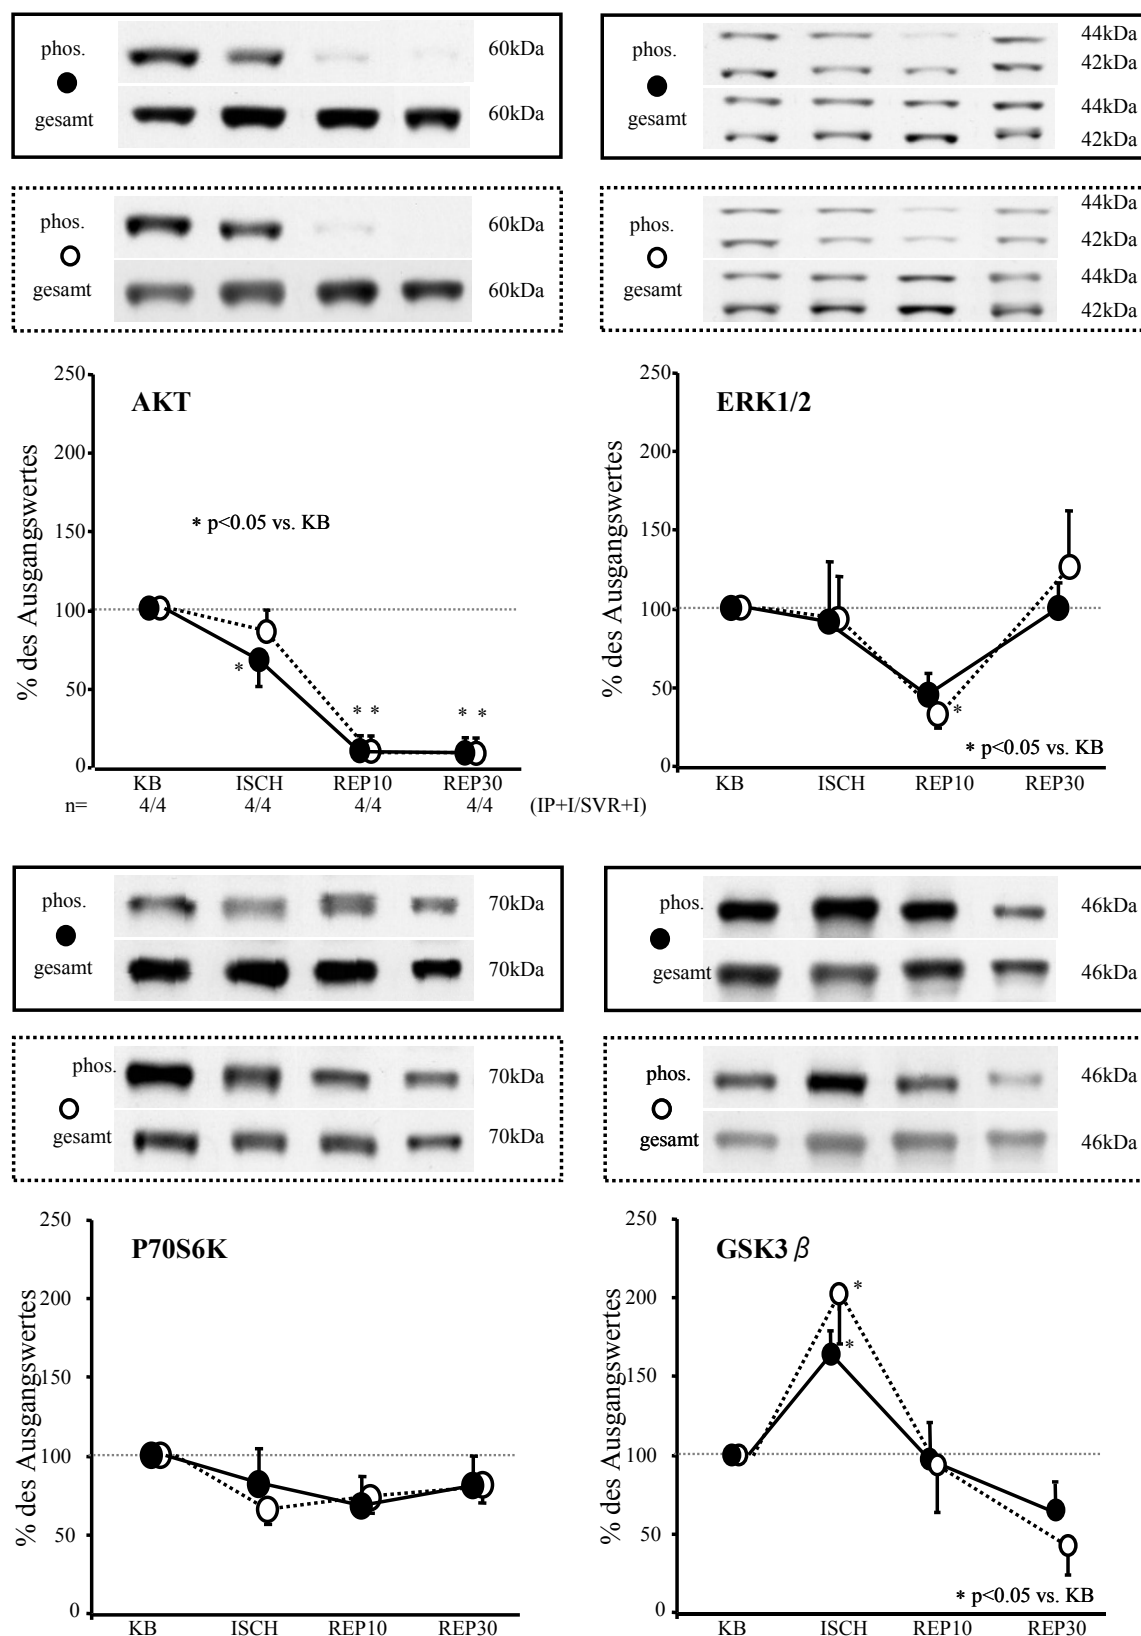 phos.
60kDa
gesamt
60kDa
phos.
44kDa
42kDa
gesamt
44kDa
42kDa
phos.
60kDa
gesamt
60kDa
phos.
44kDa
42kDa
gesamt
44kDa
42kDa
AKT
% des Ausgangswertes
250
200
150
100
50
0
* p<0.05 vs. KB
*
* *
* *
KB ISCH REP10 REP30
n= 4/4 4/4 4/4 4/4 (IP+I/SVR+I)
ERK1/2
% des Ausgangswertes
250
200
150
100
50
0
*
* p<0.05 vs. KB
KB ISCH REP10 REP30
phos.
70kDa
gesamt
70kDa
phos.
46kDa
gesamt
46kDa
phos.
70kDa
gesamt
70kDa
phos.
46kDa
gesamt
46kDa
P70S6K
% des Ausgangswertes
250
200
150
100
50
0
KB ISCH REP10 REP30
GSK3 β
% des Ausgangswertes
250
200
150
100
50
0
*
*
* p<0.05 vs. KB
KB ISCH REP10 REP30